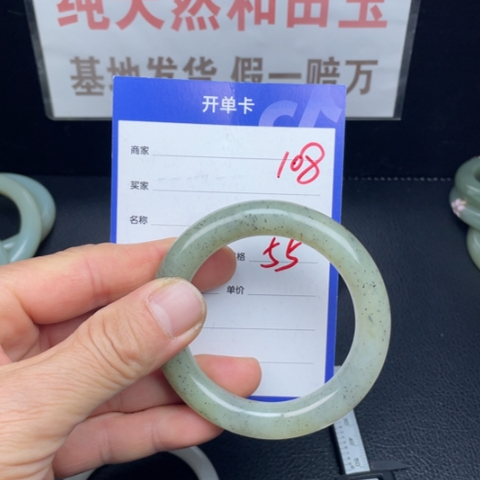 纯天然和田玉
基地发货 假一赔万
开单卡
商家
108
买家
名称
格 55
单价